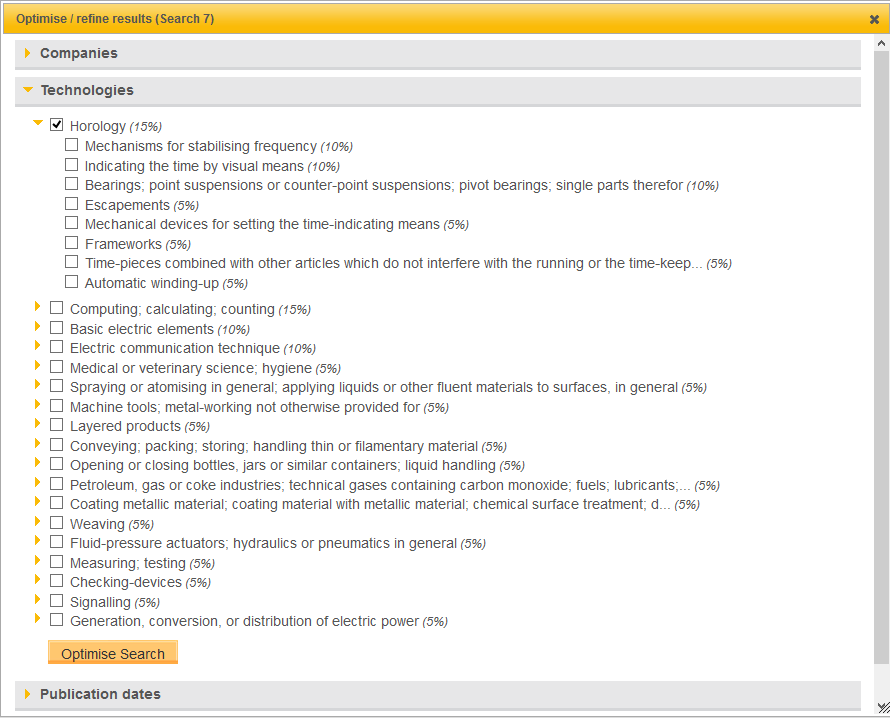 Optimise / refine results (Search 7)
Companies
Technologies
Horology (15%)
Mechanisms for stabilising frequency (10%)
Indicating the time by visual means (10%)
Bearings; point suspensions or counter-point suspensions; pivot bearings; single parts therefor (10%)
Escapements (5%)
Mechanical devices for setting the time-indicating means (5%)
Frameworks (5%)
Time-pieces combined with other articles which do not interfere with the running or the time-keep... (5%)
Automatic winding-up (5%)
Computing; calculating; counting (15%)
Basic electric elements (10%)
Electric communication technique (10%)
Medical or veterinary science; hygiene (5%)
Spraying or atomising in general; applying liquids or other fluent materials to surfaces, in general (5%)
Machine tools; metal-working not otherwise provided for (5%)
Layered products (5%)
Conveying; packing; storing; handling thin or filamentary material (5%)
Opening or closing bottles, jars or similar containers; liquid handling (5%)
Petroleum, gas or coke industries; technical gases containing carbon monoxide; fuels; lubricants;... (5%)
Coating metallic material; coating material with metallic material; chemical surface treatment; d... (5%)
Weaving (5%)
Fluid-pressure actuators; hydraulics or pneumatics in general (5%)
Measuring; testing (5%)
Checking-devices (5%)
Signalling (5%)
Generation, conversion, or distribution of electric power (5%)
Optimise Search
Publication dates